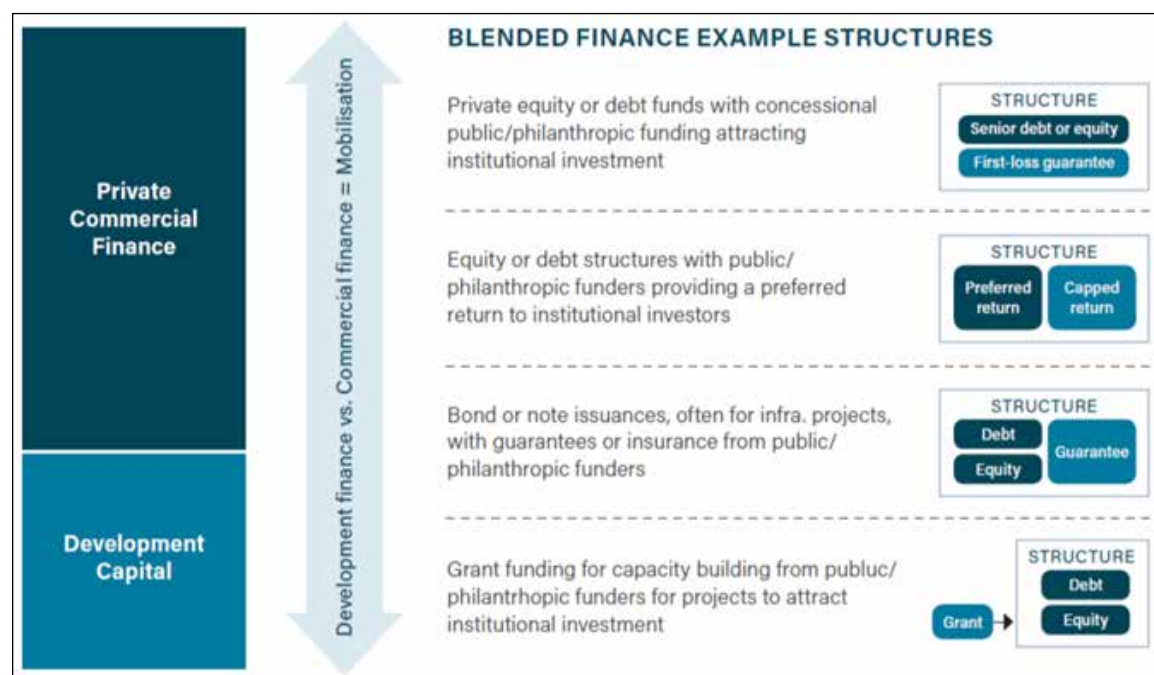 BLENDED FINANCE EXAMPLE STRUCTURES
Private
Commercial
Finance
Development
Capital
Development finance vs. Commercial finance = Mobilisation
Private equity or debt funds with concessional
public/philanthropic funding attracting
institutional investment
STRUCTURE
Senior debt or equity
First-loss guarantee
Equity or debt structures with public/
philanthropic funders providing a preferred
return to institutional investors
STRUCTURE
Preferred
return
Capped
return
Bond or note issuances, often for infra. projects,
with guarantees or insurance from public/
philanthropic funders
STRUCTURE
Debt
Equity
Guarantee
Grant funding for capacity building from publuc/
philantrhopic funders for projects to attract
institutional investment
Grant
STRUCTURE
Debt
Equity